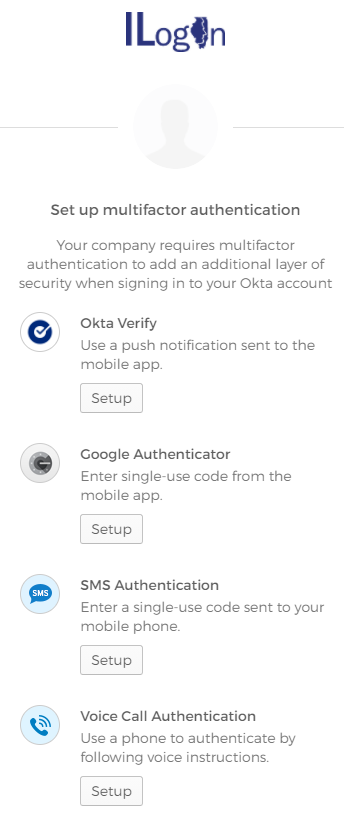 ILogin
Set up multifactor authentication
Your company requires multifactor
authentication to add an additional layer of
security when signing in to your Okta account
Okta Verify
Use a push notification sent to the
mobile app.
Setup
Google Authenticator
Enter single-use code from the
mobile app.
Setup
SMS
SMS Authentication
Enter a single-use code sent to your
mobile phone.
Setup
Voice Call Authentication
Use a phone to authenticate by
following voice instructions.
Setup